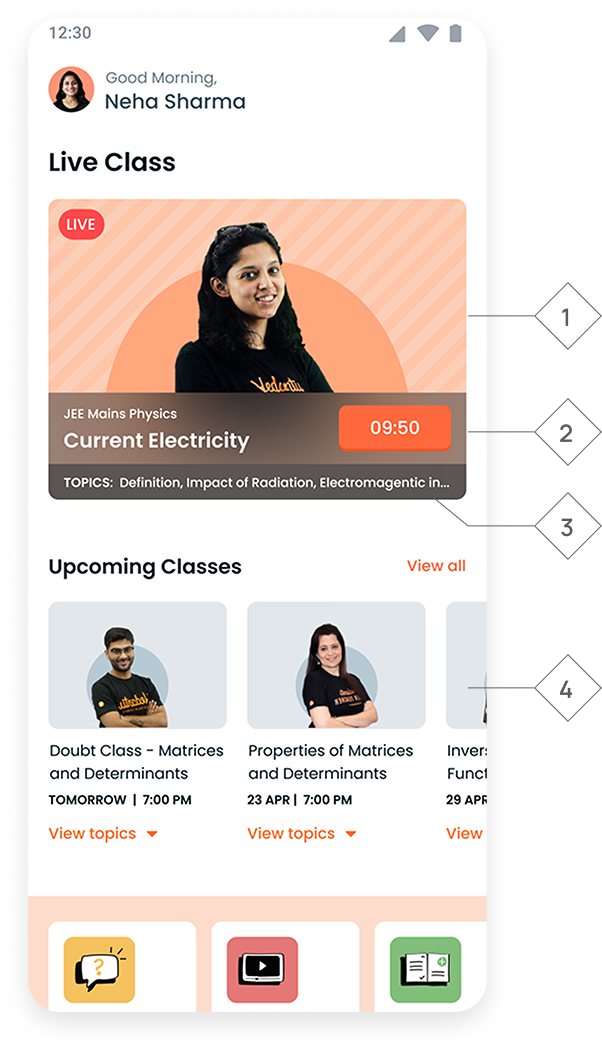 12:30
Good Morning,
Neha Sharma
Live Class
LIVE
Vedantu
1
JEE Mains Physics
Current Electricity
09:50
2
TOPICS: Definition, Impact of Radiation, Electromagentic in...
3
Upcoming Classes
View all
4
Doubt Class - Matrices
and Determinants
TOMORROW | 7:00 PM
View topics
Properties of Matrices
and Determinants
23 APR | 7:00 PM
View topics
Invers
Funct
29 APR
View
?